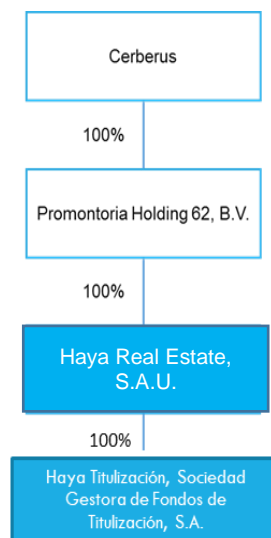 Cerberus
100%
Promontoria Holding 62, B.V.
100%
Haya Real Estate,
S.A.U.
100%
Haya Titulización, Sociedad
Gestora de Fondos de
Titulización, S.A.